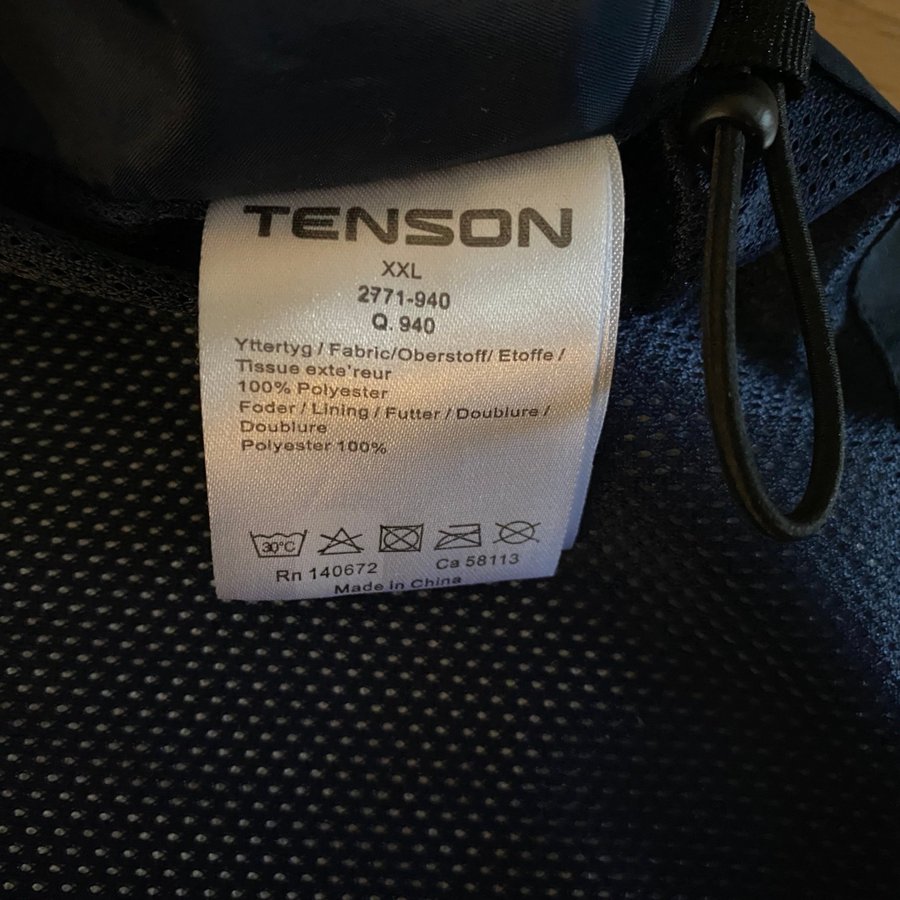 TENSON
XXL
2771-940
Q. 940
Yttertyg / Fabric/Oberstoff/ Etoffe /
Tissue exte'reur
100% Polyester
Foder / Lining / Futter / Doublure /
Doublure
Polyester 100%
30°C
Rn 140672 Ca 58113
Made in China